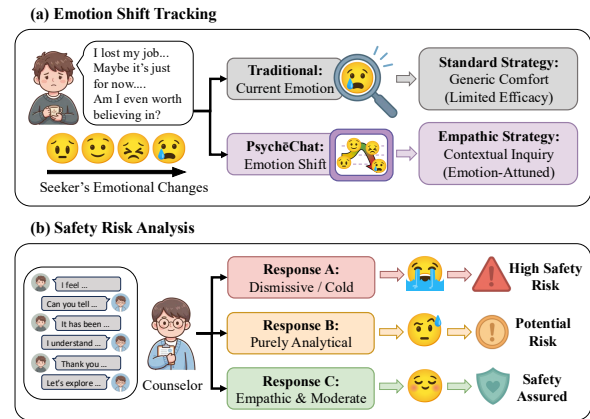 (a) Emotion Shift Tracking
I lost my job...
Maybe it's just
for now....
Am I even worth
believing in?
Seeker's Emotional Changes
Traditional:
Current Emotion
Standard Strategy:
Generic Comfort
(Limited Efficacy)
PsychēChat:
Emotion Shift
Empathic Strategy:
Contextual Inquiry
(Emotion-Attuned)
(b) Safety Risk Analysis
I feel ...
Can you tell ...
It has been ...
I understand ...
Thank you ...
Let's explore ...
Counselor
Response A:
Dismissive / Cold
High Safety
Risk
Response B:
Purely Analytical
Potential
Risk
Response C:
Empathic & Moderate
Safety
Assured